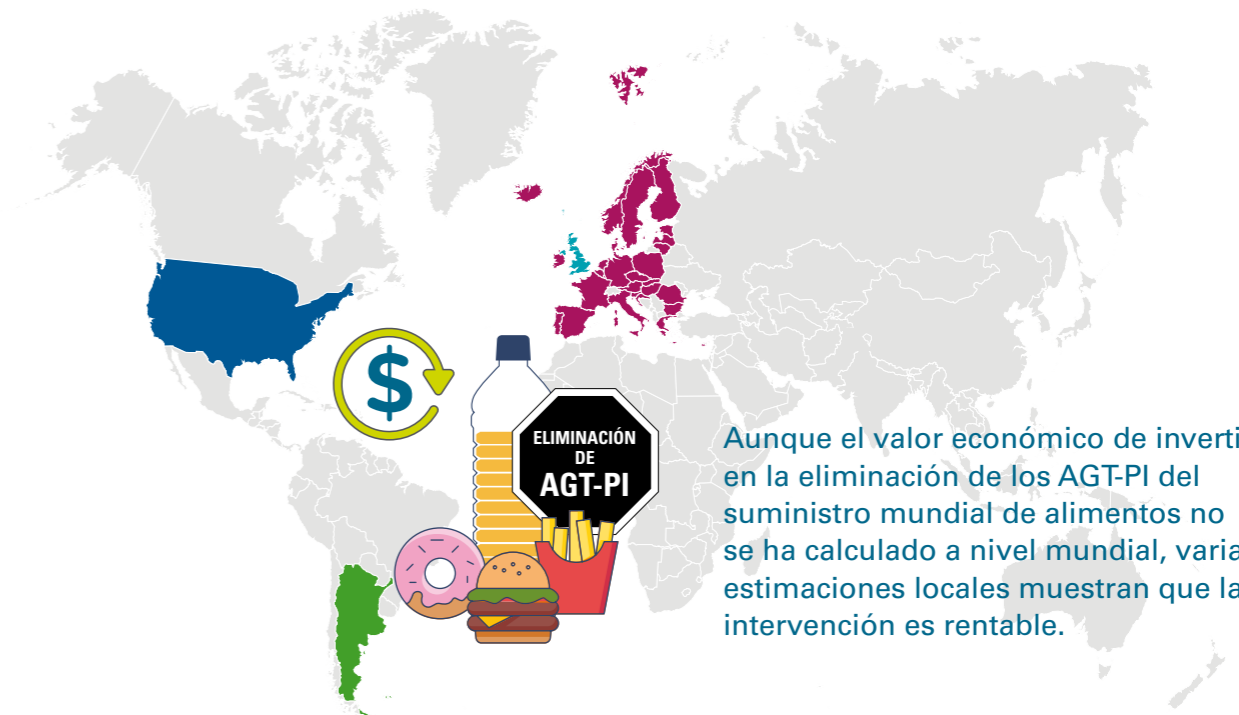 $
ELIMINACIÓN
DE
AGT-PI
Aunque el valor económico de inverti
en la eliminación de los AGT-PI del
suministro mundial de alimentos no
se ha calculado a nivel mundial, varia
estimaciones locales muestran que la
intervención es rentable.